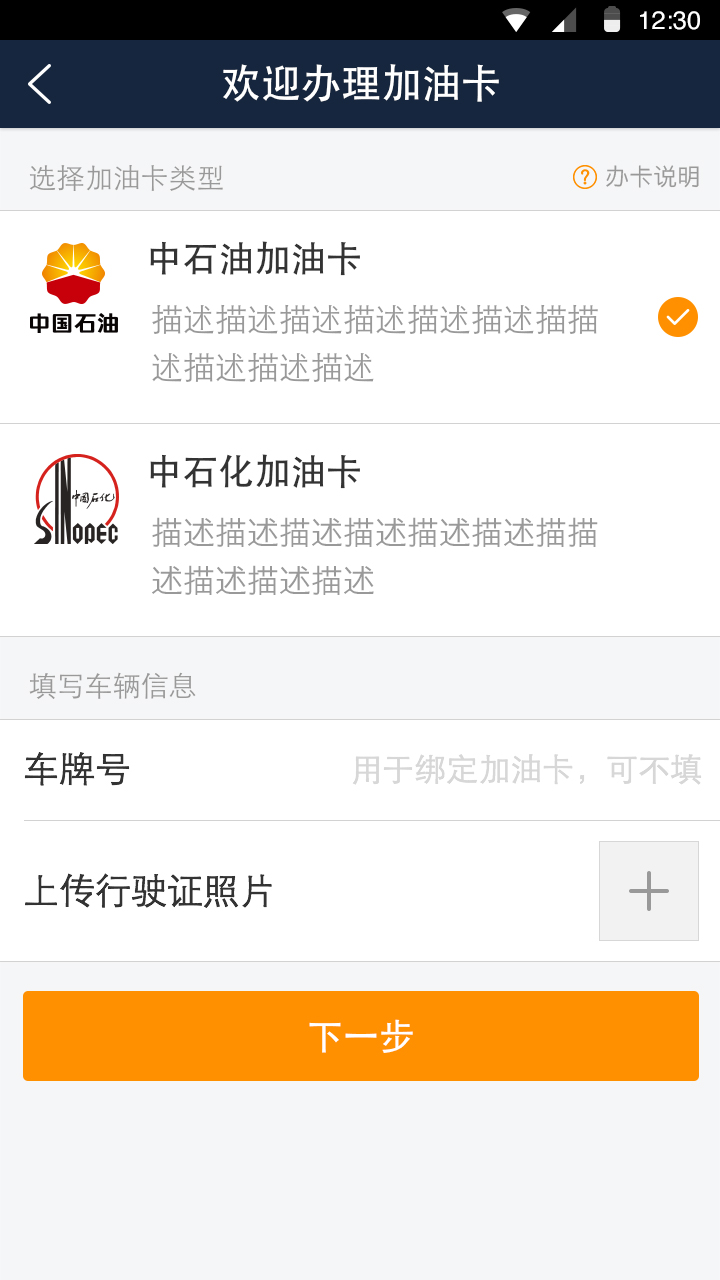 12:30
欢迎办理加油卡
选择加油卡类型
? 办卡说明
中国石油
中石油加油卡
描述描述描述描述描述描述描描
述描述描述描述
中国石化
SINOPEC
中石化加油卡
描述描述描述描述描述描述描描
述描述描述描述
填写车辆信息
车牌号
用于绑定加油卡，可不填
上传行驶证照片
下一步